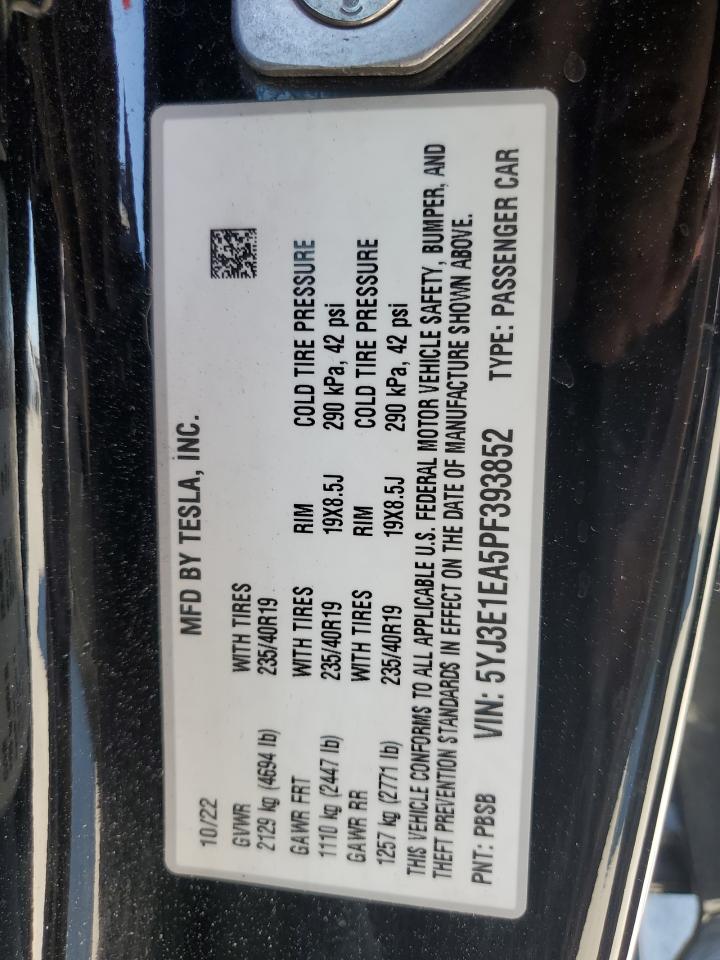 MFD BY TESLA, INC.
10/22
GVWR WITH TIRES
2129 kg (4694 lb) 235/40R19
GAWR FRT WITH TIRES RIM COLD TIRE PRESSURE
1110 kg (2447 lb) 235/40R19 19X8.5J 290 kPa, 42 psi
GAWR RR WITH TIRES RIM COLD TIRE PRESSURE
1257 kg (2771 lb) 235/40R19 19X8.5J 290 kPa, 42 psi
THIS VEHICLE CONFORMS TO ALL APPLICABLE U.S. FEDERAL MOTOR VEHICLE SAFETY, BUMPER, AND
THEFT PREVENTION STANDARDS IN EFFECT ON THE DATE OF MANUFACTURE SHOWN ABOVE.
PNT: PBSB VIN: 5YJ3E1EA5PF393852 TYPE: PASSENGER CAR